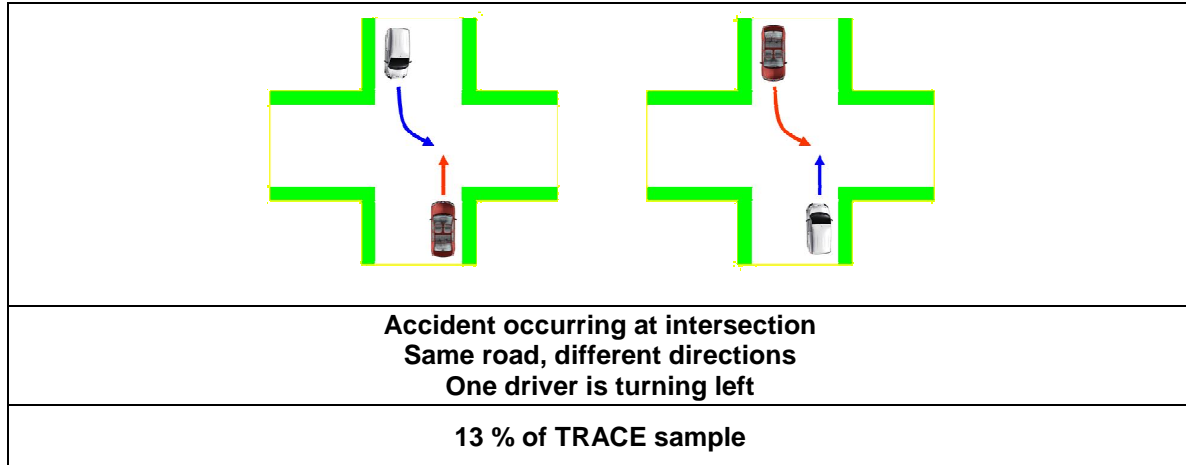 Accident occurring at intersection
Same road, different directions
One driver is turning left
13 % of TRACE sample